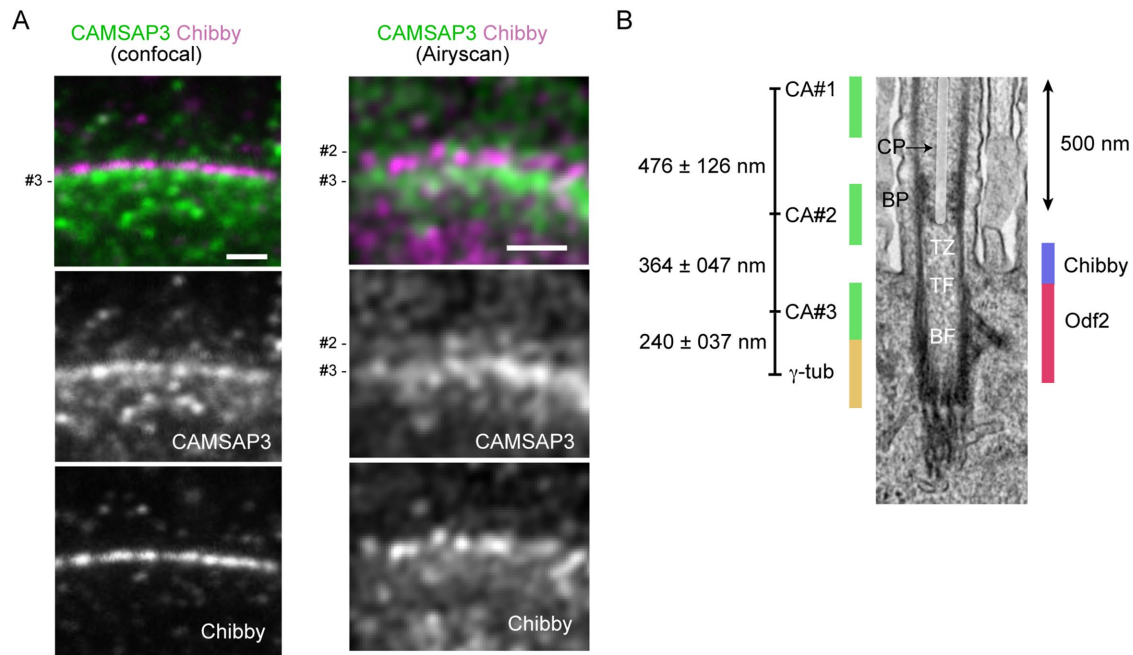 A
CAMSAP3 Chibby
(confocal)
#3 -
CAMSAP3
Chibby
CAMSAP3 Chibby
(Airyscan)
#2 -
#3 -
#2 -
#3 -
CAMSAP3
Chibby
B
CA#1
476 ± 126 nm
CA#2
364 ± 047 nm
CA#3
240 ± 037 nm
γ-tub
CP
BP
TZ
TF
BF
500 nm
Chibby
Odf2